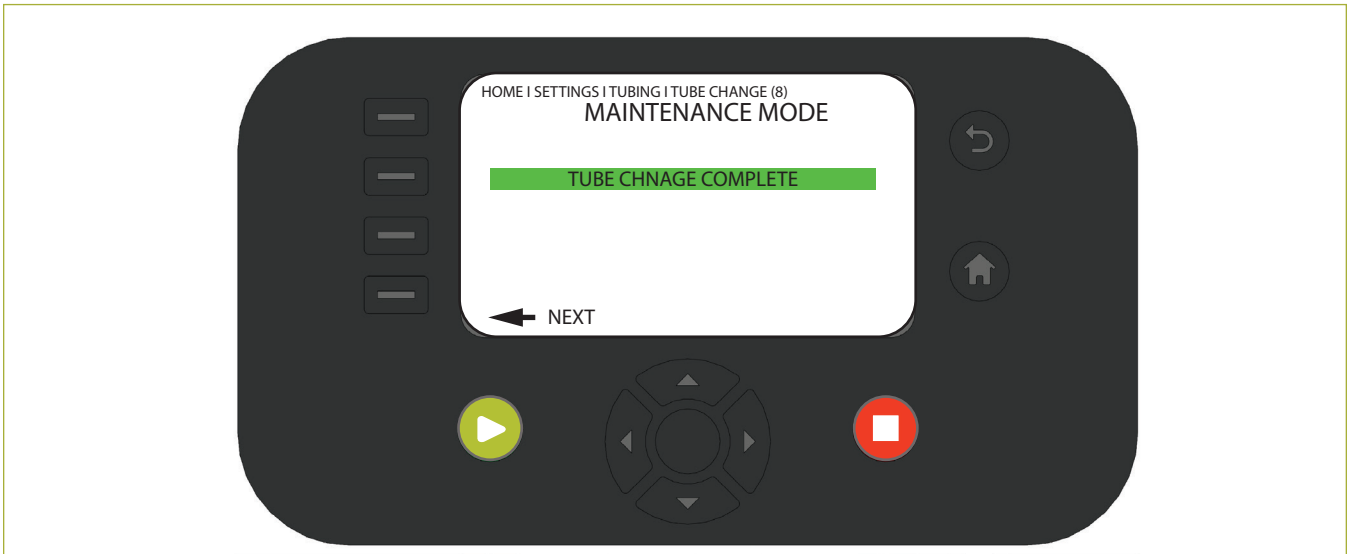 HOME I SETTINGS I TUBING I TUBE CHANGE (8)
MAINTENANCE MODE
TUBE CHNAGE COMPLETE
NEXT